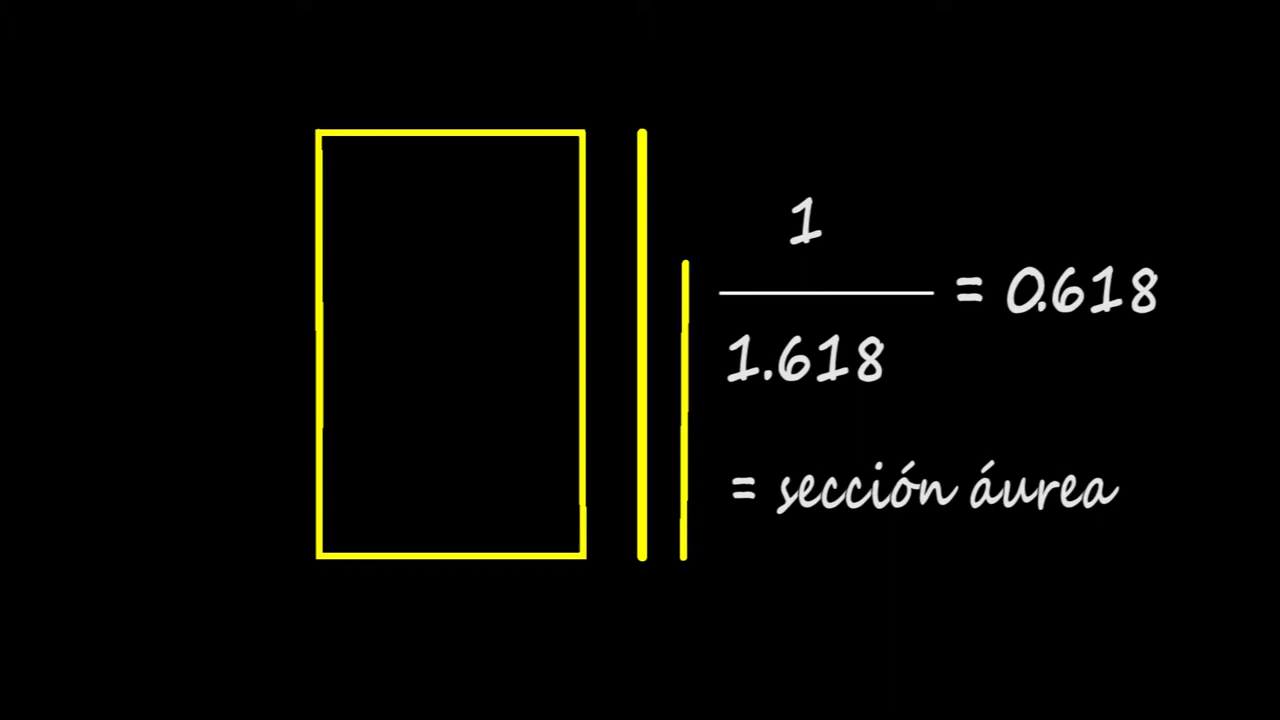 1
= 0.618
1.618
= sección áurea